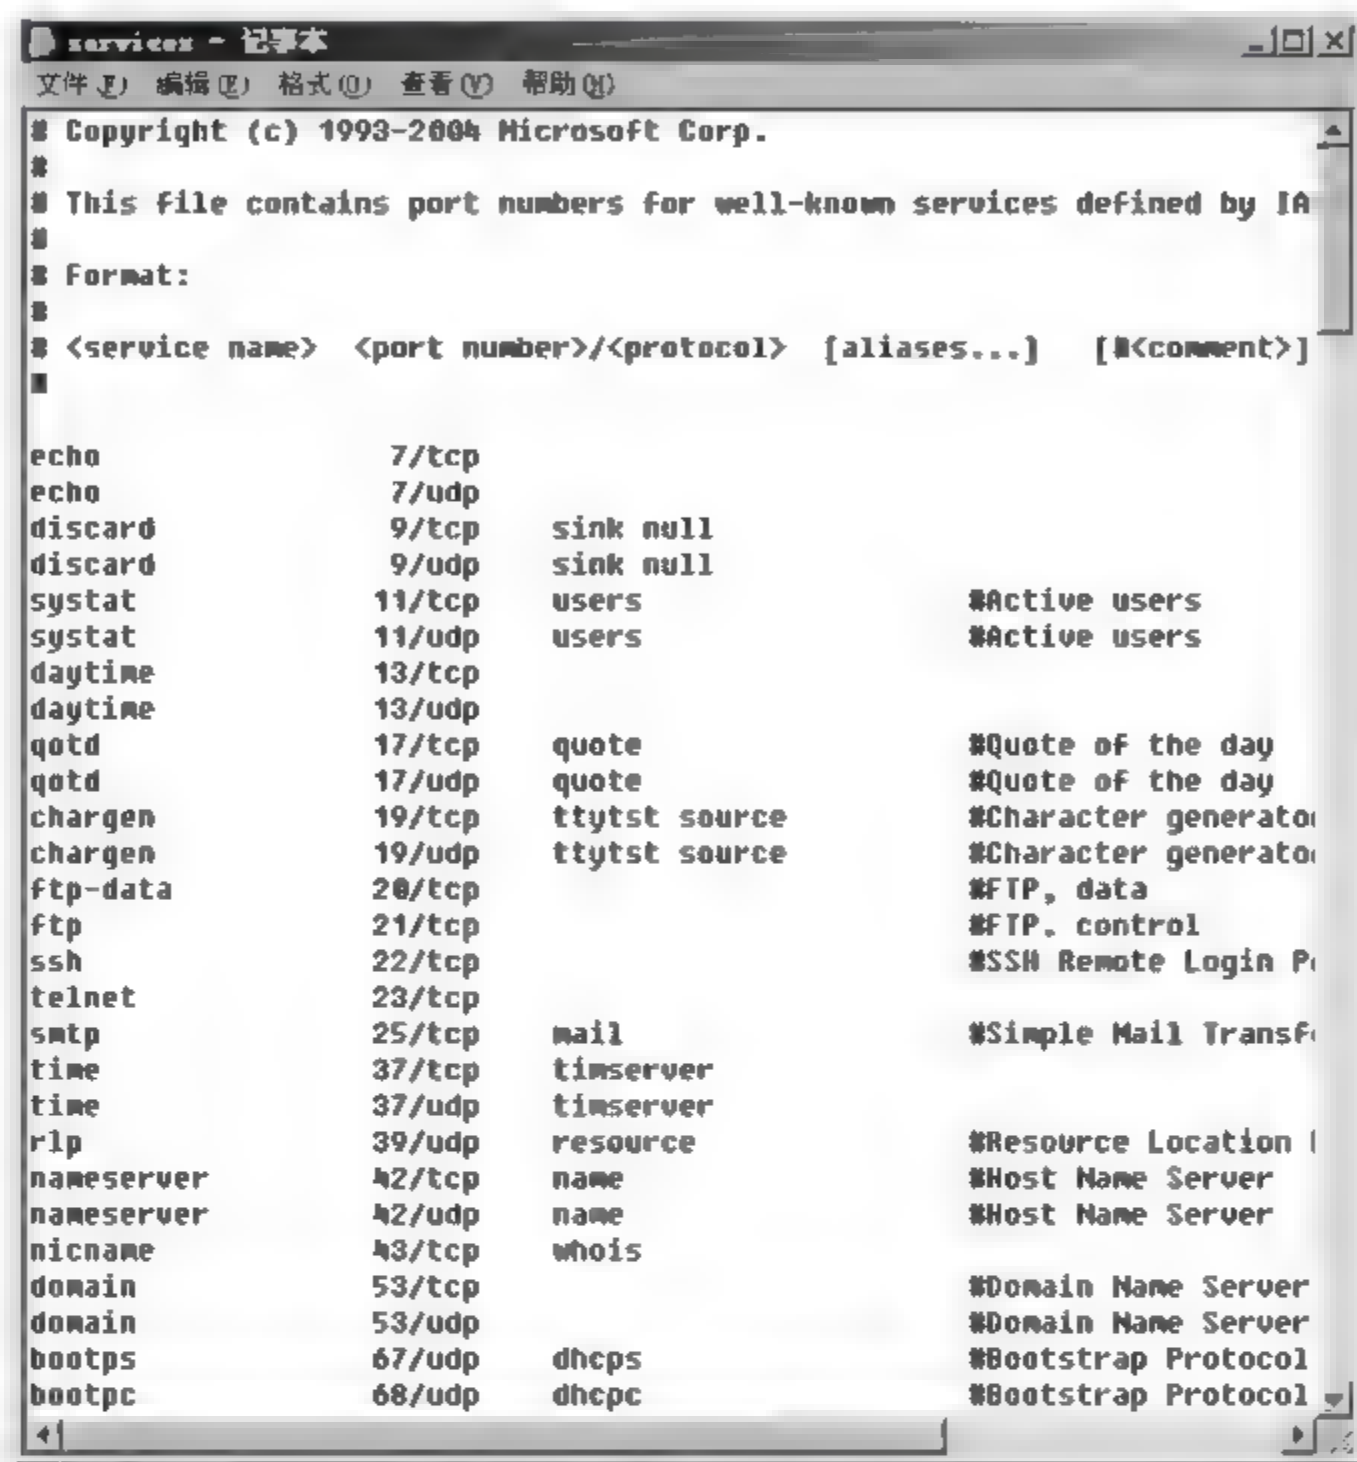 services - 记事本
文件(F) 编辑(E) 格式(O) 查看(V) 帮助(H)
# Copyright (c) 1993-2004 Microsoft Corp.
#
# This file contains port numbers for well-known services defined by IA
#
# Format:
#
# <service name>  <port number>/<protocol>  [aliases...]   [#<comment>]
#
echo 7/tcp
echo 7/udp
discard 9/tcp sink null
discard 9/udp sink null
systat 11/tcp users #Active users
systat 11/udp users #Active users
daytime 13/tcp
daytime 13/udp
qotd 17/tcp quote #Quote of the day
qotd 17/udp quote #Quote of the day
chargen 19/tcp ttytst source #Character generato
chargen 19/udp ttytst source #Character generato
ftp-data 20/tcp #FTP, data
ftp 21/tcp #FTP. control
ssh 22/tcp #SSH Remote Login P
telnet 23/tcp
smtp 25/tcp mail #Simple Mail Transf
time 37/tcp timserver
time 37/udp timserver
rlp 39/udp resource #Resource Location
nameserver 42/tcp name #Host Name Server
nameserver 42/udp name #Host Name Server
nicname 43/tcp whois
domain 53/tcp #Domain Name Server
domain 53/udp #Domain Name Server
bootps 67/udp dhcps #Bootstrap Protocol
bootpc 68/udp dhcpc #Bootstrap Protocol